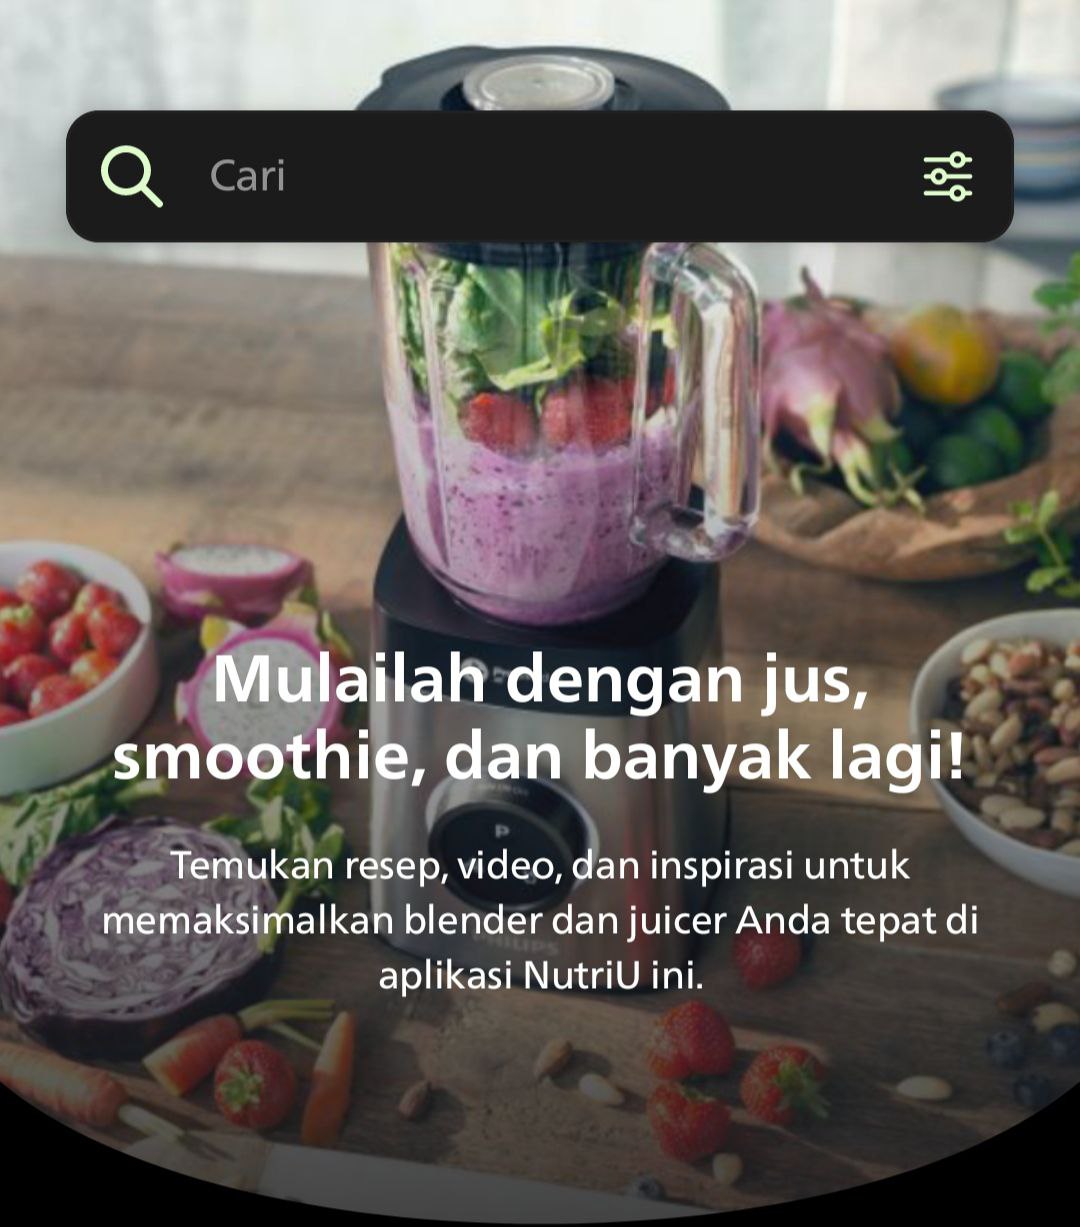 Cari
Mulailah dengan jus,
smoothie, dan banyak lagi!
P
Temukan resep, video, dan inspirasi untuk
memaksimalkan blender dan juicer Anda tepat di
aplikasi NutriU ini.
PHILIPS